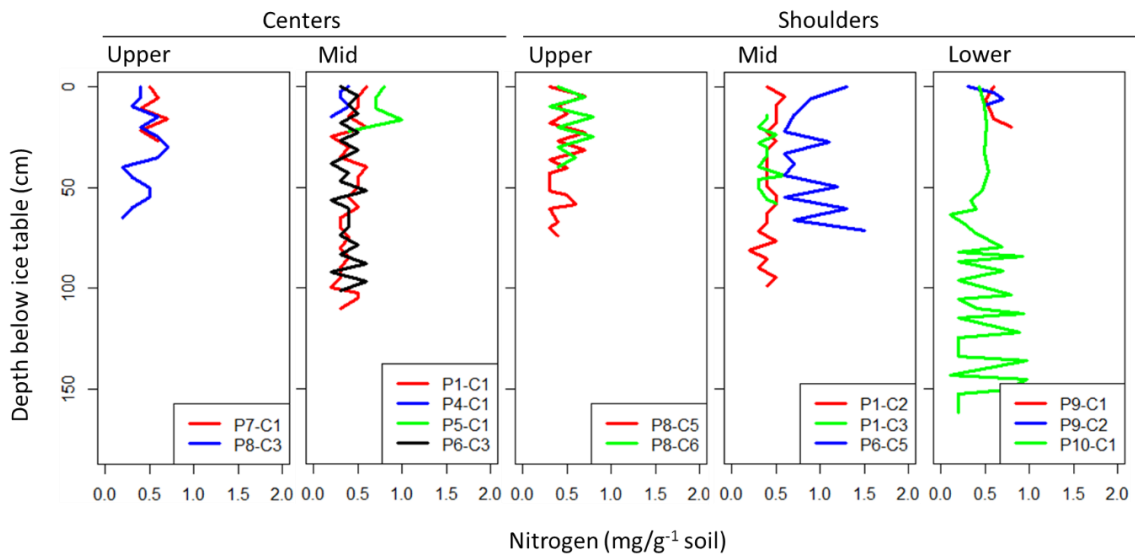 Centers Shoulders
Upper Mid Upper Mid Lower
Depth below ice table (cm)
0
50
100
150
P7-C1
P8-C3
P1-C1
P4-C1
P5-C1
P6-C3
P8-C5
P8-C6
P1-C2
P1-C3
P6-C5
P9-C1
P9-C2
P10-C1
0.0 0.5 1.0 1.5 2.0 0.0 0.5 1.0 1.5 2.0 0.0 0.5 1.0 1.5 2.0 0.0 0.5 1.0 1.5 2.0 0.0 0.5 1.0 1.5 2.0
Nitrogen (mg/g⁻¹ soil)